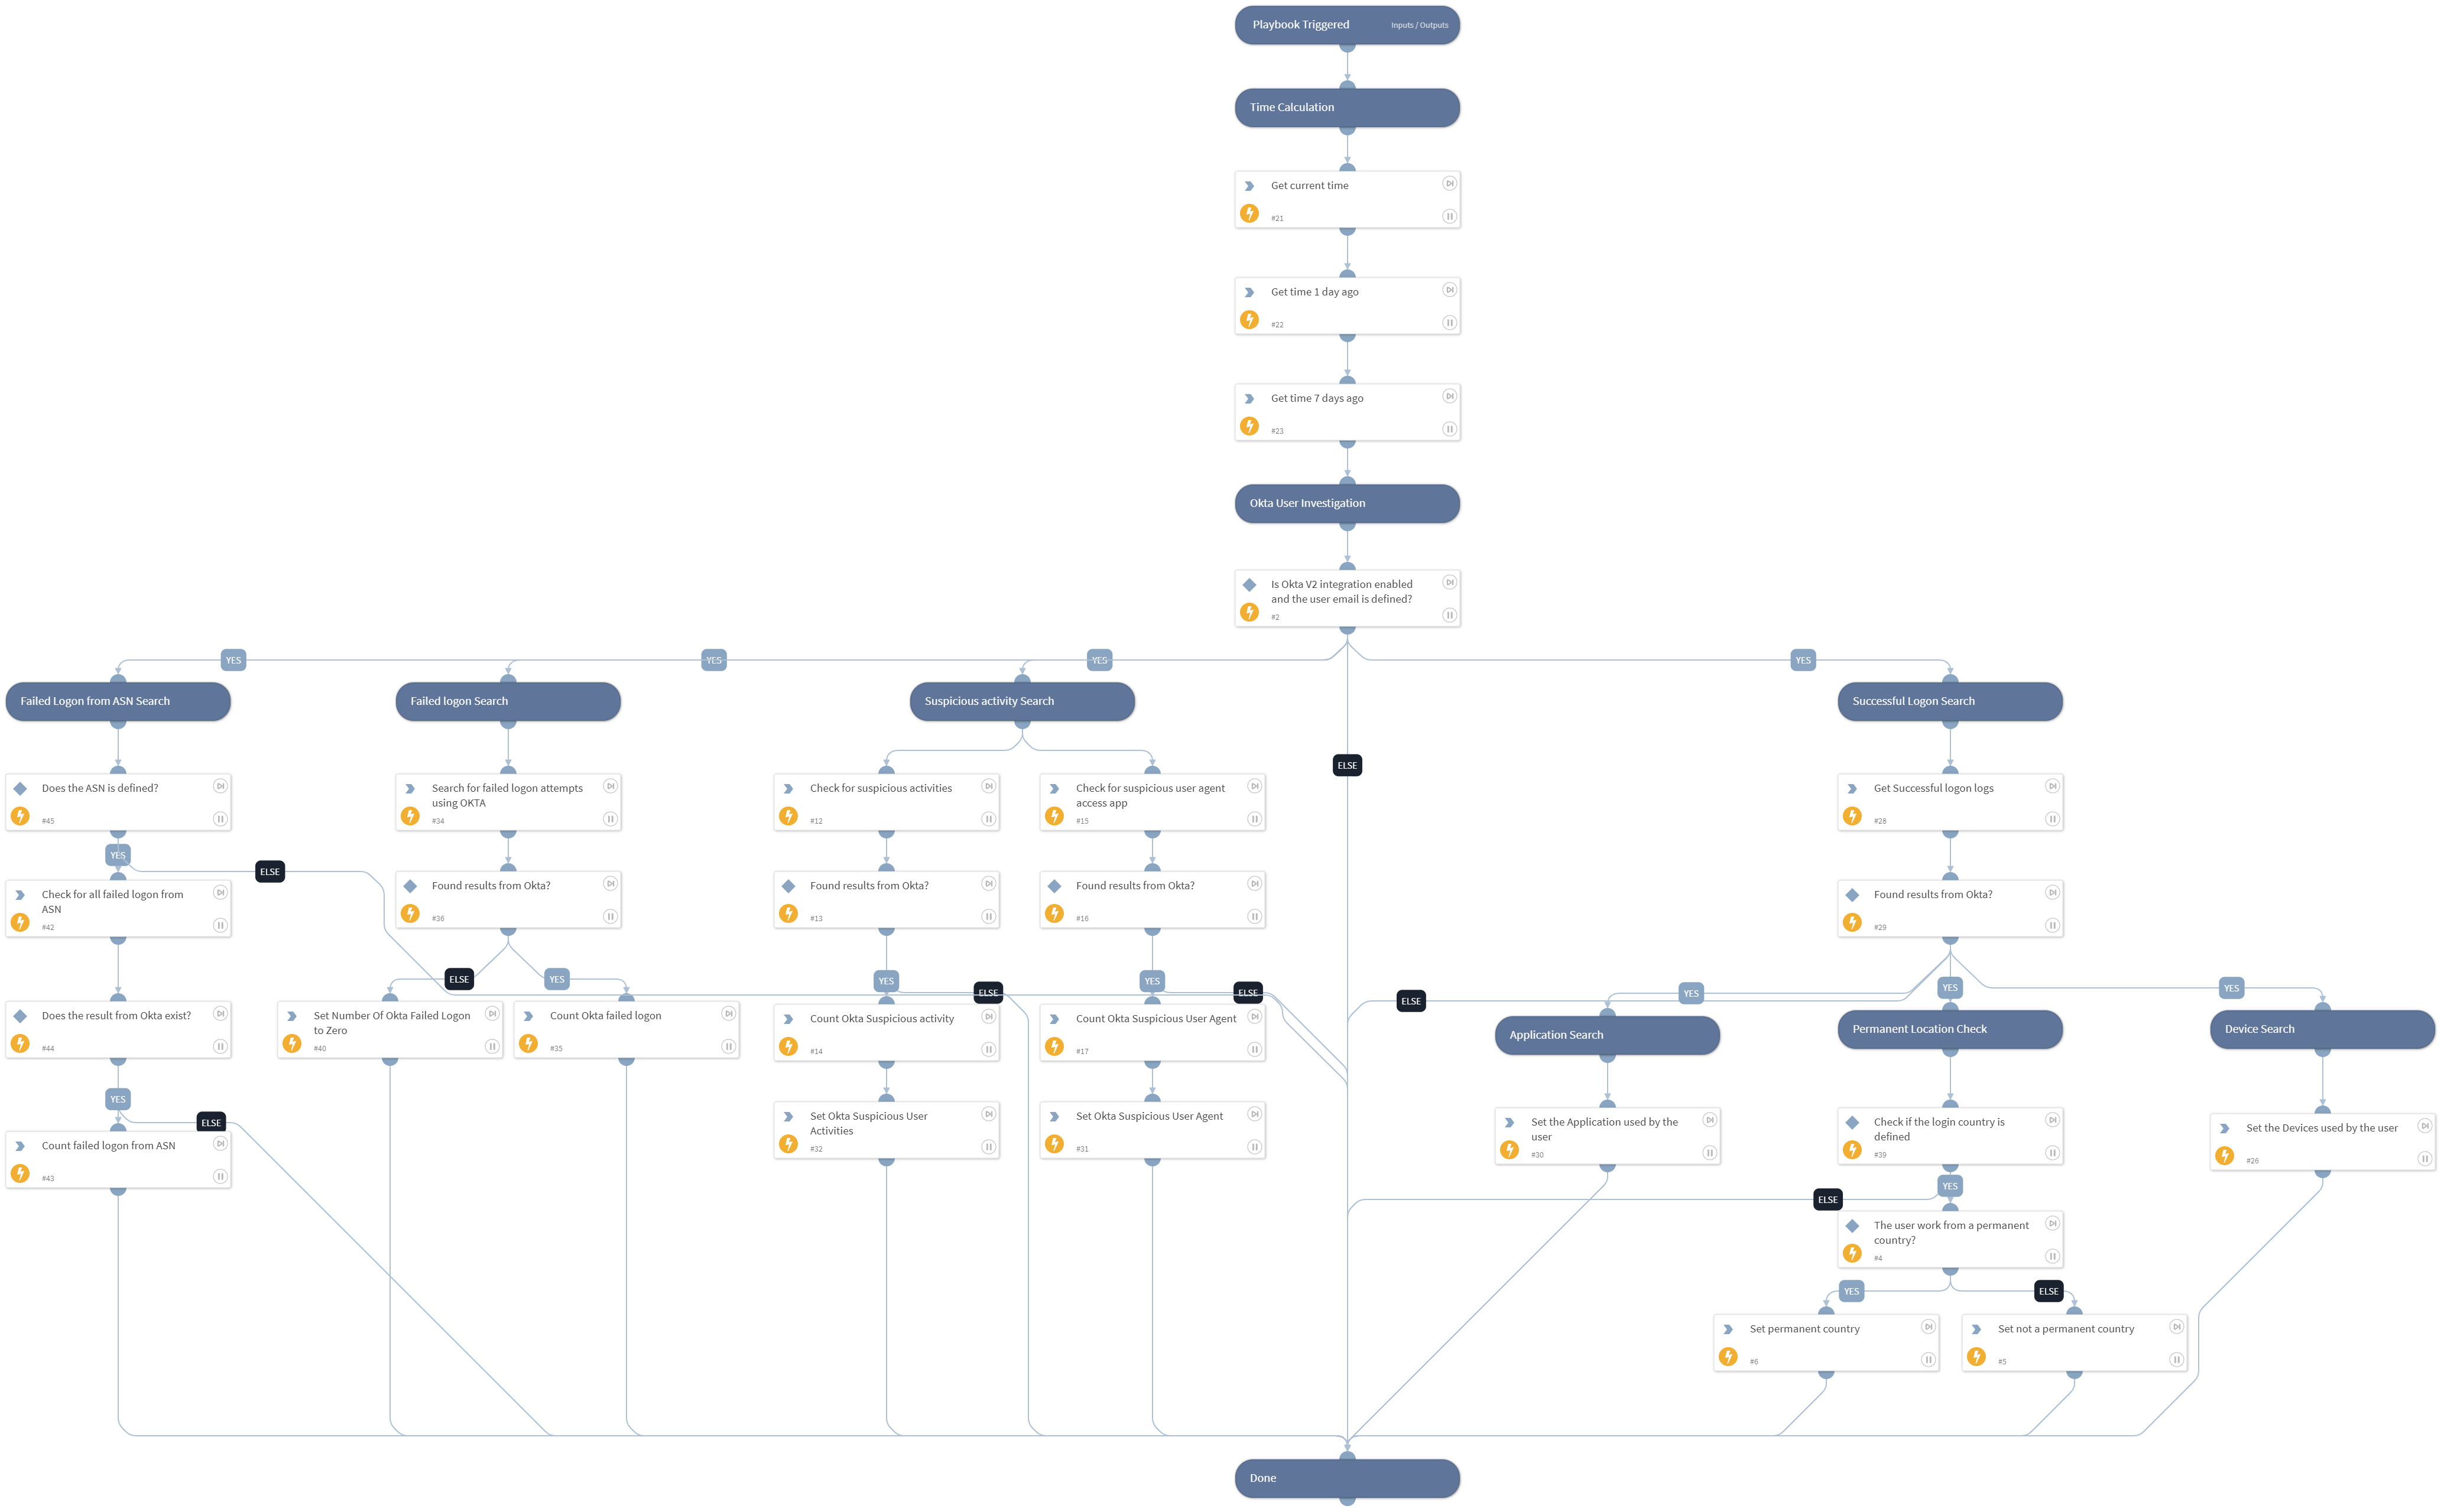 Playbook Triggered
Inputs / Outputs
Time Calculation
Get current time
#21
Get time 1 day ago
#22
Get time 7 days ago
#23
Okta User Investigation
Is Okta V2 integration enabled
and the user email is defined?
#2
YES
YES
YES
YES
Failed Logon from ASN Search
Failed logon Search
Suspicious activity Search
Successful Logon Search
ELSE
Does the ASN is defined?
#45
Search for failed logon attempts
using OKTA
#34
Check for suspicious activities
#12
Check for suspicious user agent
access app
#15
Get Successful logon logs
#28
YES
ELSE
Check for all failed logon from
ASN
#42
Found results from Okta?
#36
Found results from Okta?
#13
Found results from Okta?
#16
Found results from Okta?
#29
ELSE
YES
YES
ELSE
YES
ELSE
ELSE
YES
YES
YES
Does the result from Okta exist?
#44
Set Number Of Okta Failed Logon
to Zero
#40
Count Okta failed logon
#35
Count Okta Suspicious activity
#14
Count Okta Suspicious User Agent
#17
Application Search
Permanent Location Check
Device Search
YES
ELSE
Count failed logon from ASN
#43
Set Okta Suspicious User
Activities
#32
Set Okta Suspicious User Agent
#31
Set the Application used by the
user
#30
Check if the login country is
defined
#39
Set the Devices used by the user
#26
YES
ELSE
The user work from a permanent
country?
#4
YES
ELSE
Set permanent country
#6
Set not a permanent country
#5
Done